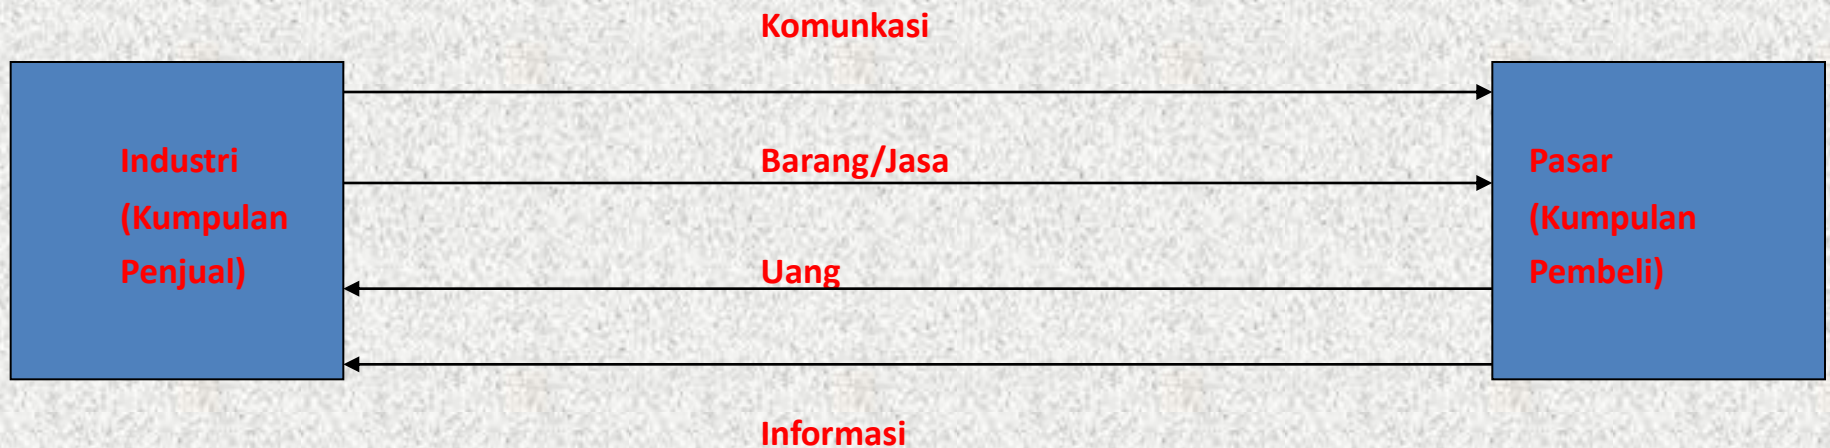 Komunkasi
Industri
(Kumpulan
Penjual)
Barang/Jasa
Uang
Pasar
(Kumpulan
Pembeli)
Informasi